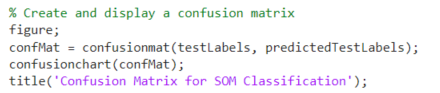 % Create and display a confusion matrix
figure;
confMat = confusionmat(testLabels, predictedTestLabels);
confusionchart(confMat);
title('Confusion Matrix for SOM Classification');